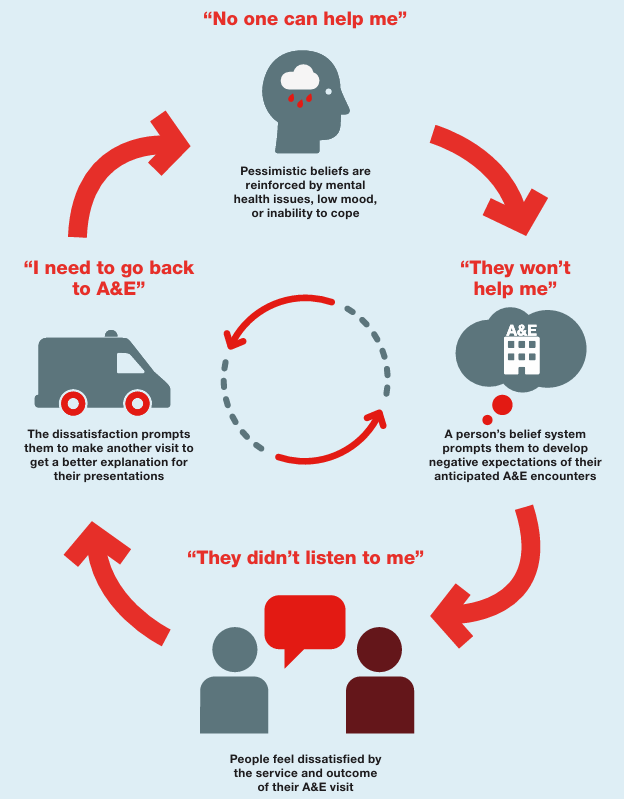 “No one can help me”
Pessimistic beliefs are
reinforced by mental
health issues, low mood,
or inability to cope
“They won’t
help me”
A&E
A person’s belief system
prompts them to develop
negative expectations of their
anticipated A&E encounters
“They didn’t listen to me”
People feel dissatisfied by
the service and outcome
of their A&E visit
“I need to go back
to A&E”
The dissatisfaction prompts
them to make another visit to
get a better explanation for
their presentations